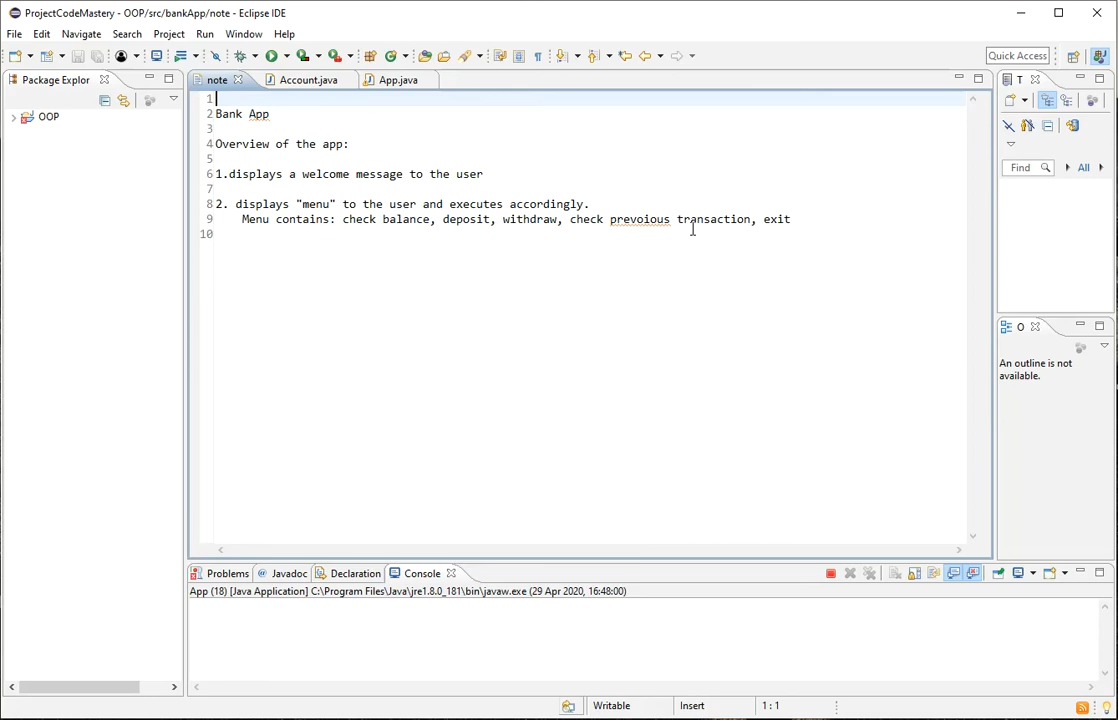 ProjectCodeMastery - OOP/src/bankApp/note - Eclipse IDE
File Edit Navigate Search Project Run Window Help
Quick Access
Package Explor
note
Account.java
App.java
T
OOP
1
2 Bank App
3
4 Overview of the app:
5
6 1.displays a welcome message to the user
7
8 2. displays "menu" to the user and executes accordingly.
9 Menu contains: check balance, deposit, withdraw, check prevoious transaction, exit
10
Find
All
O
An outline is not
available.
Problems
Javadoc
Declaration
Console
App (18) [Java Application] C:\Program Files\Java\jre1.8.0_181\bin\javaw.exe (29 Apr 2020, 16:48:00)
Writable
Insert
1 : 1